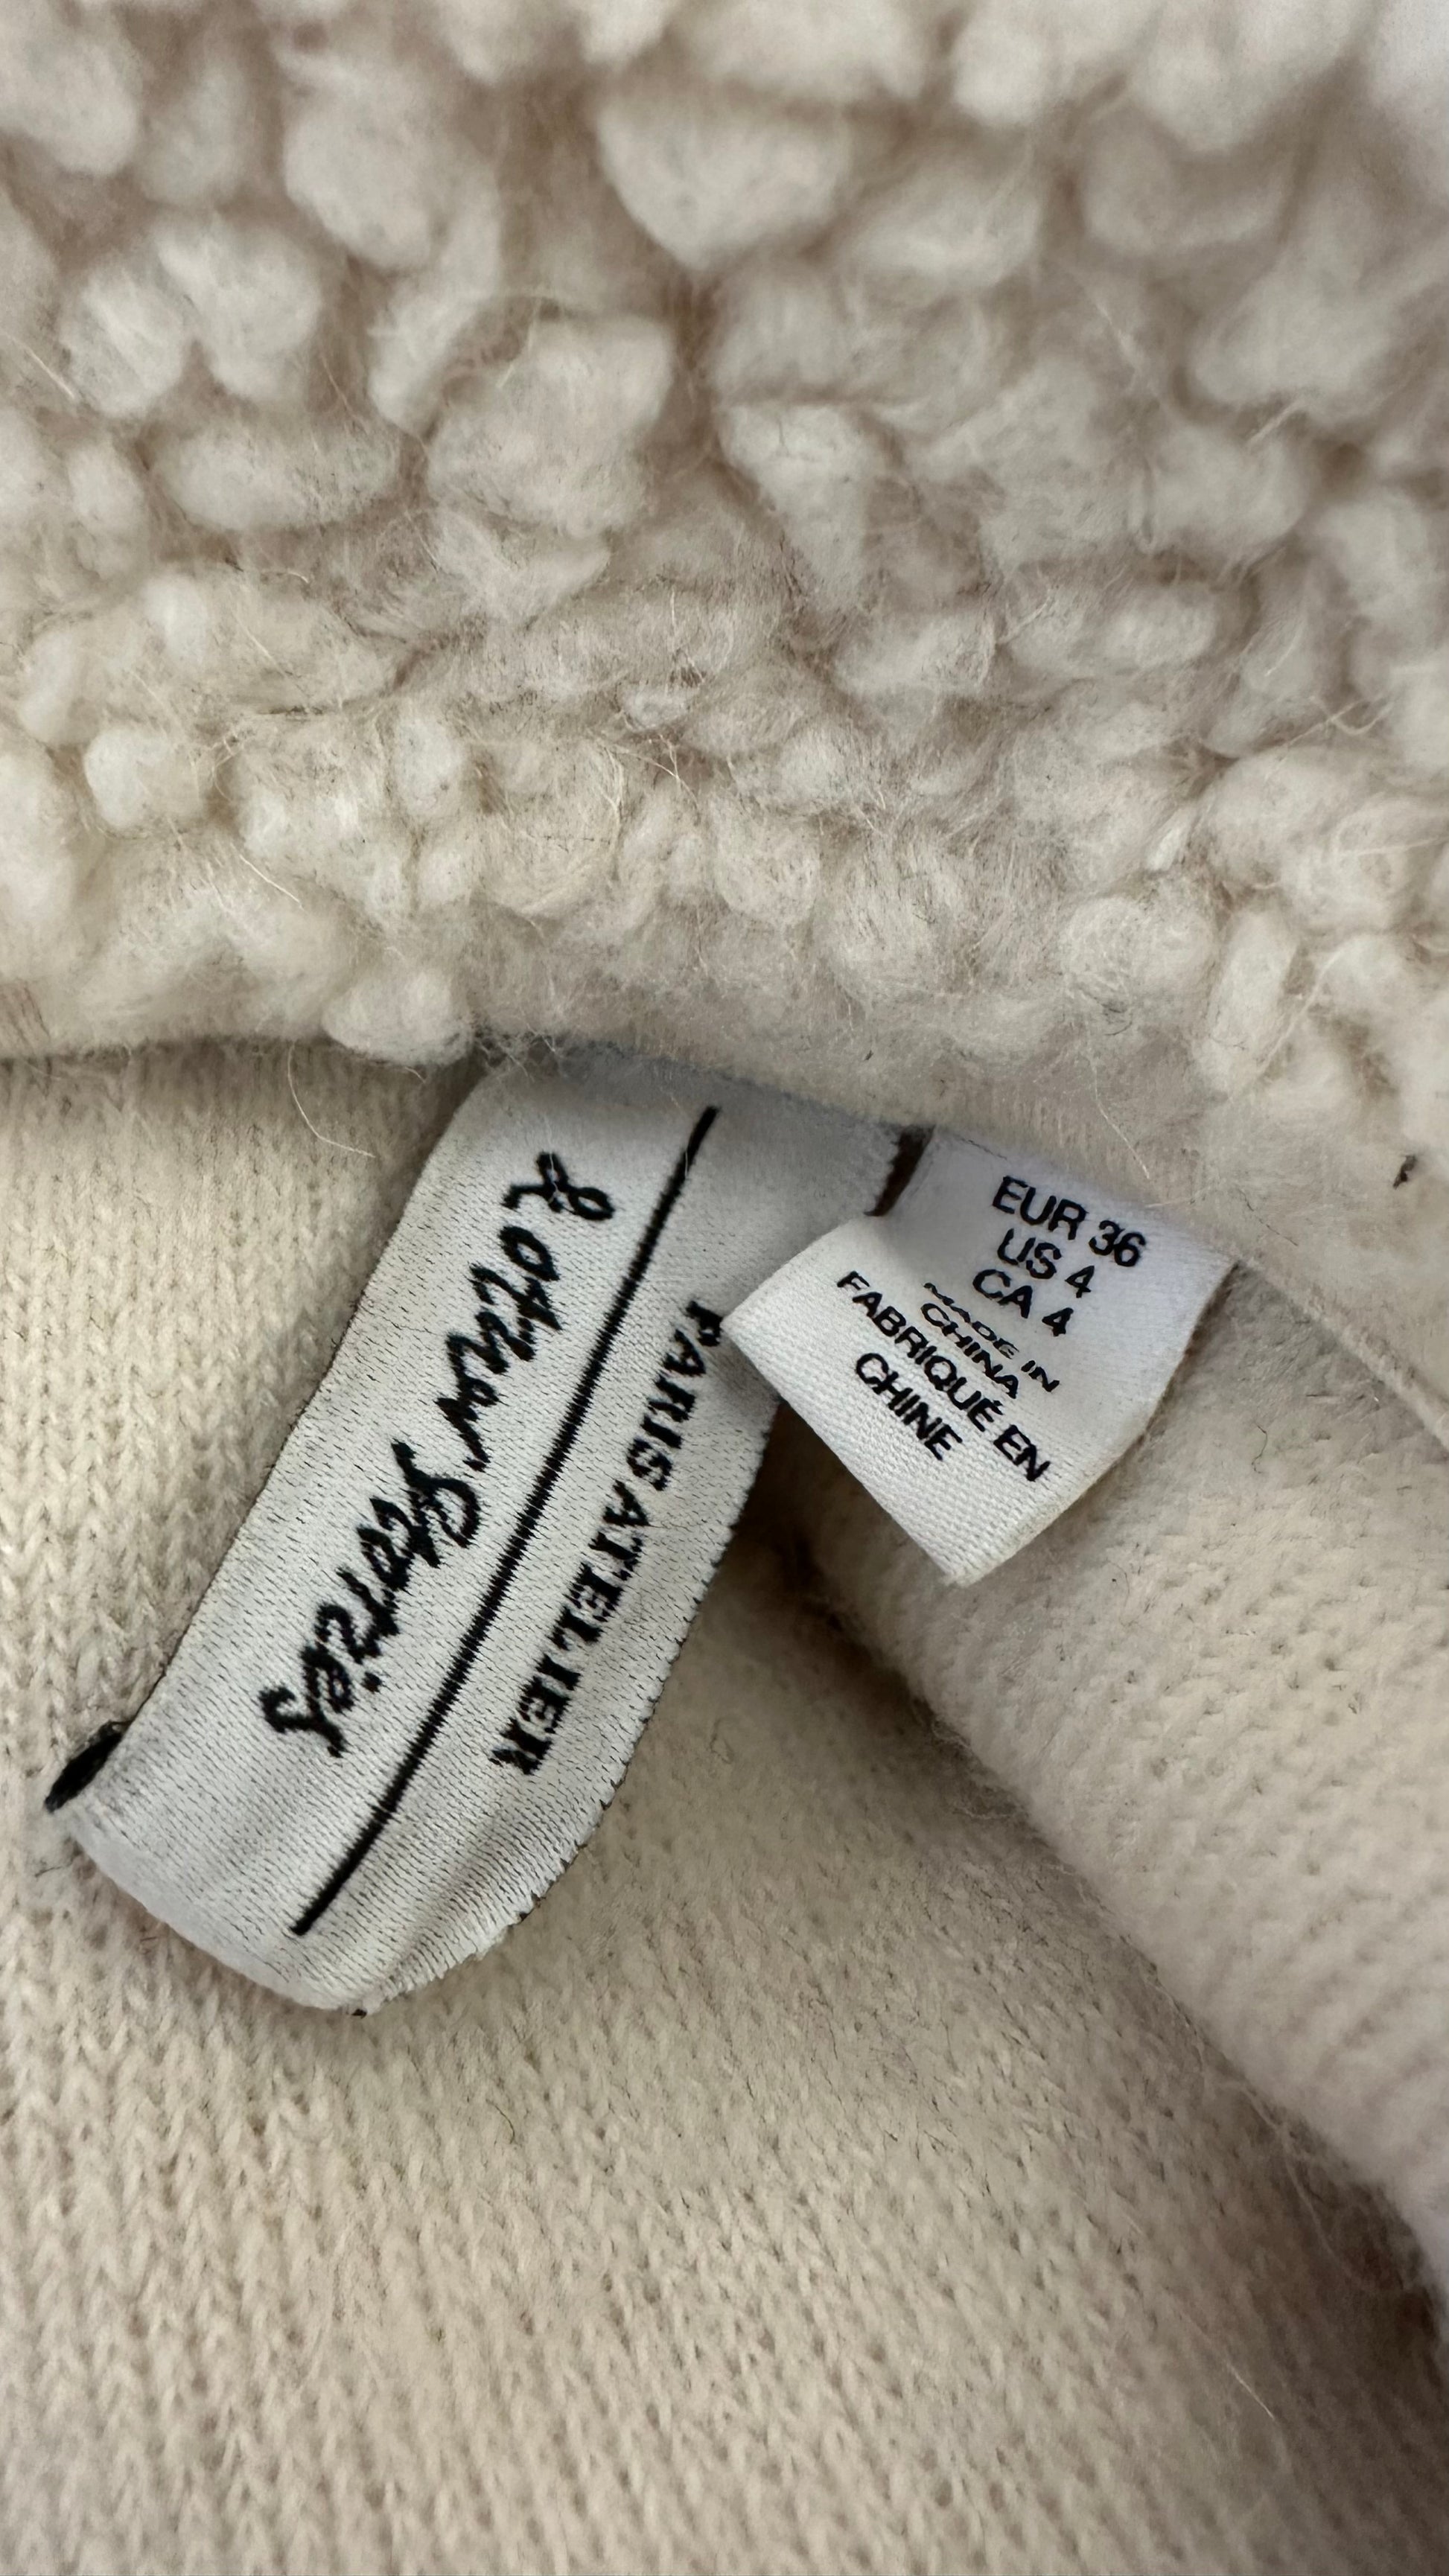 & Other Stories
PARIS ATELIER
EUR 36
US 4
CA 4
MADE IN
CHINA
FABRIQUÉ EN
CHINE